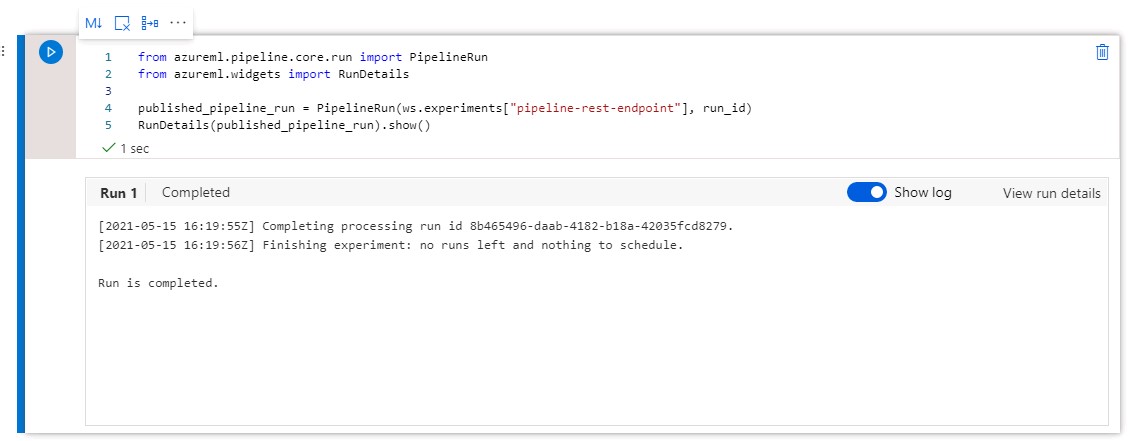 M↓
1 from azureml.pipeline.core.run import PipelineRun
2 from azureml.widgets import RunDetails
3
4 published_pipeline_run = PipelineRun(ws.experiments["pipeline-rest-endpoint"], run_id)
5 RunDetails(published_pipeline_run).show()
1 sec
Run 1 Completed Show log View run details
[2021-05-15 16:19:55Z] Completing processing run id 8b465496-daab-4182-b18a-42035fcd8279.
[2021-05-15 16:19:56Z] Finishing experiment: no runs left and nothing to schedule.
Run is completed.